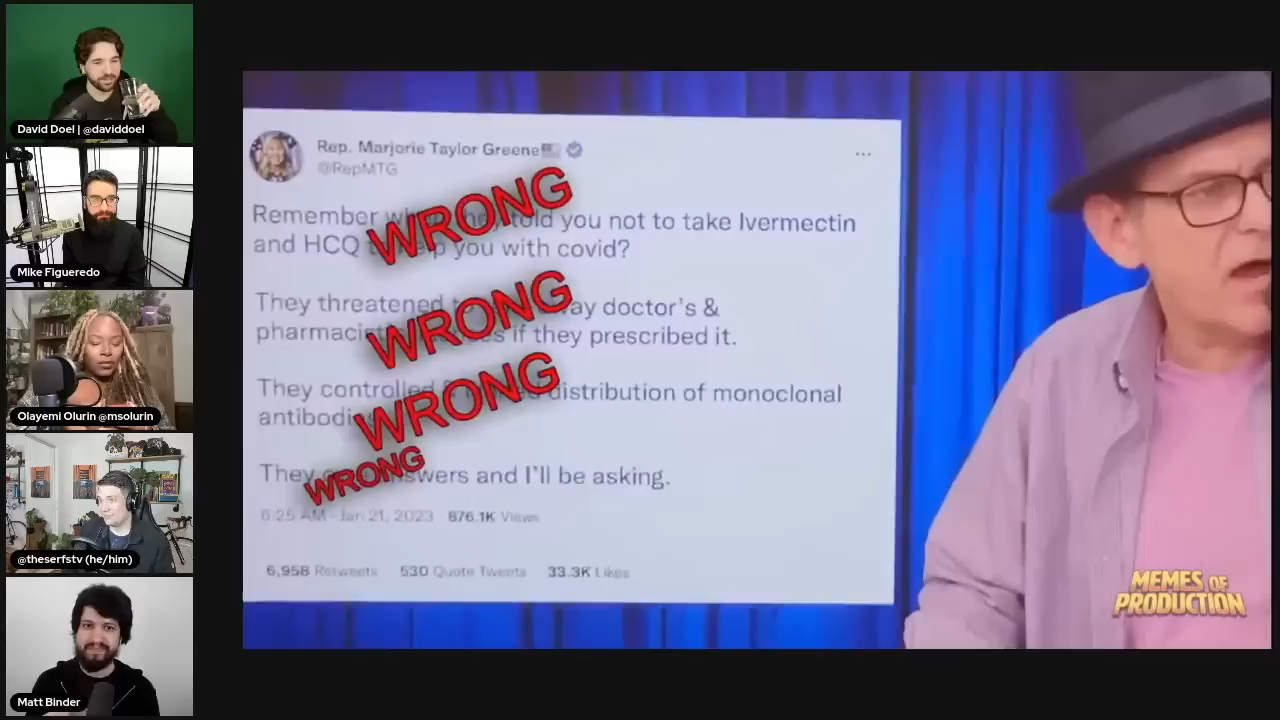 David Doel | @daviddoel
Mike Figueredo
Olayemi Olurin @msolurin
@theserfstv (he/him)
Matt Binder
Rep. Marjorie Taylor Greene
@RepMTG
Remember told you not to take Ivermectin
and HCQ you with covid?
They threatened doctor's &
if they prescribed it.
They controlled distribution of monoclonal
They and I'll be asking.
6:25 AM · Jan 21, 2023 · 876.1K Views
6,958 Retweets 530 Quote Tweets 33.3K Likes
WRONG
WRONG
WRONG
WRONG
MEMES OF
PRODUCTION